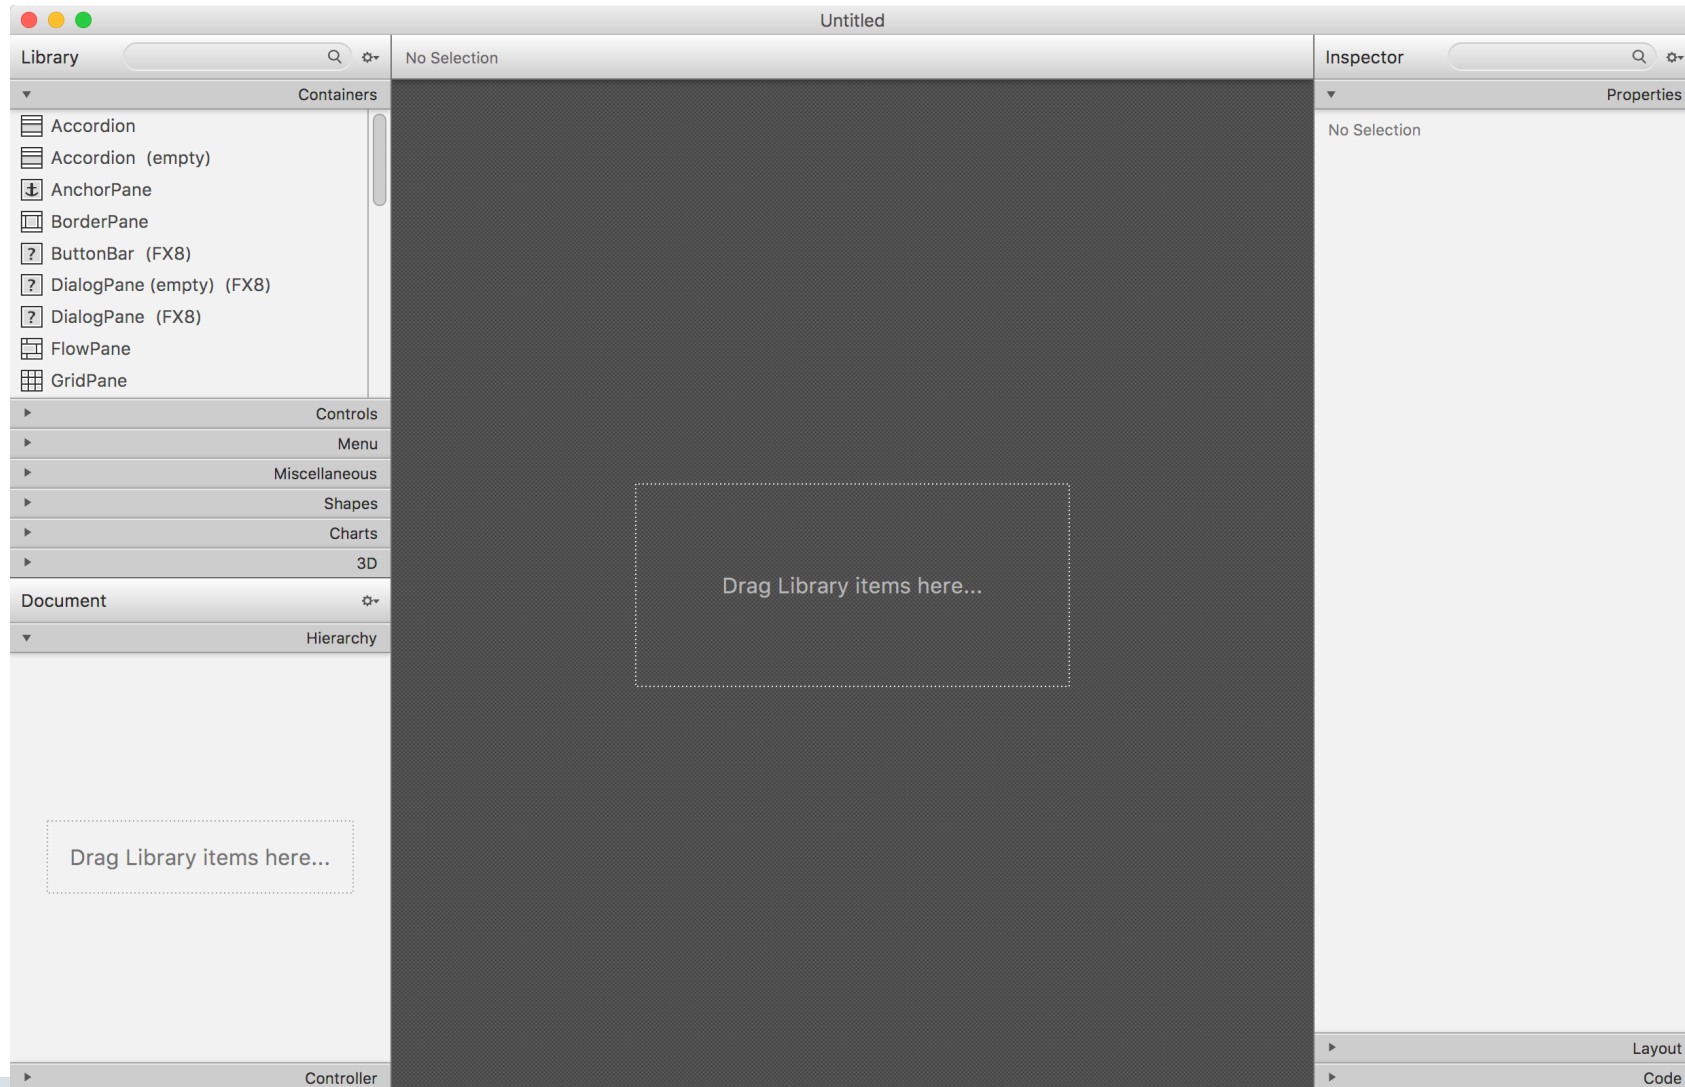 Untitled
Library
No Selection
Inspector
Containers
Properties
Accordion
Accordion (empty)
AnchorPane
BorderPane
ButtonBar (FX8)
DialogPane (empty) (FX8)
DialogPane (FX8)
FlowPane
GridPane
No Selection
Controls
Menu
Miscellaneous
Shapes
Charts
3D
Document
Hierarchy
Drag Library items here...
Drag Library items here...
Controller
Layout
Code